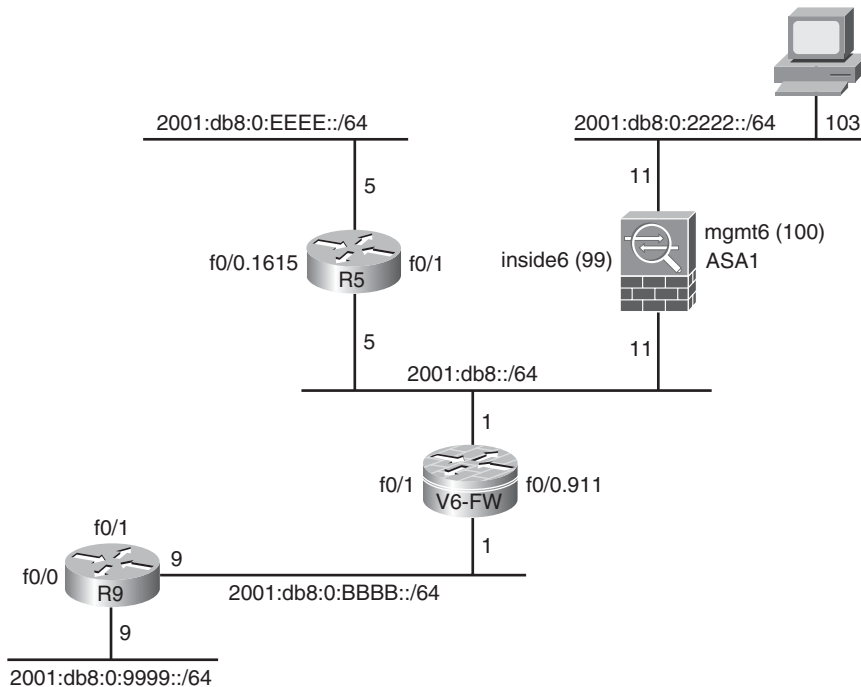 2001:db8:0:EEEE::/64
2001:db8:0:2222::/64
103
5
11
f0/0.1615
R5
f0/1
inside6 (99)
mgmt6 (100)
ASA1
5
11
2001:db8::/64
1
f0/1
V6-FW
f0/0.911
f0/1
9
1
f0/0
R9
2001:db8:0:BBBB::/64
9
2001:db8:0:9999::/64